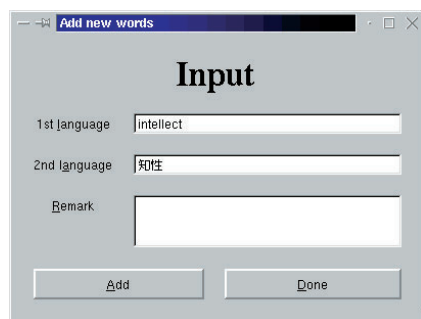 Add new words
Input
1st language
intellect
2nd language
知性
Remark
Add
Done